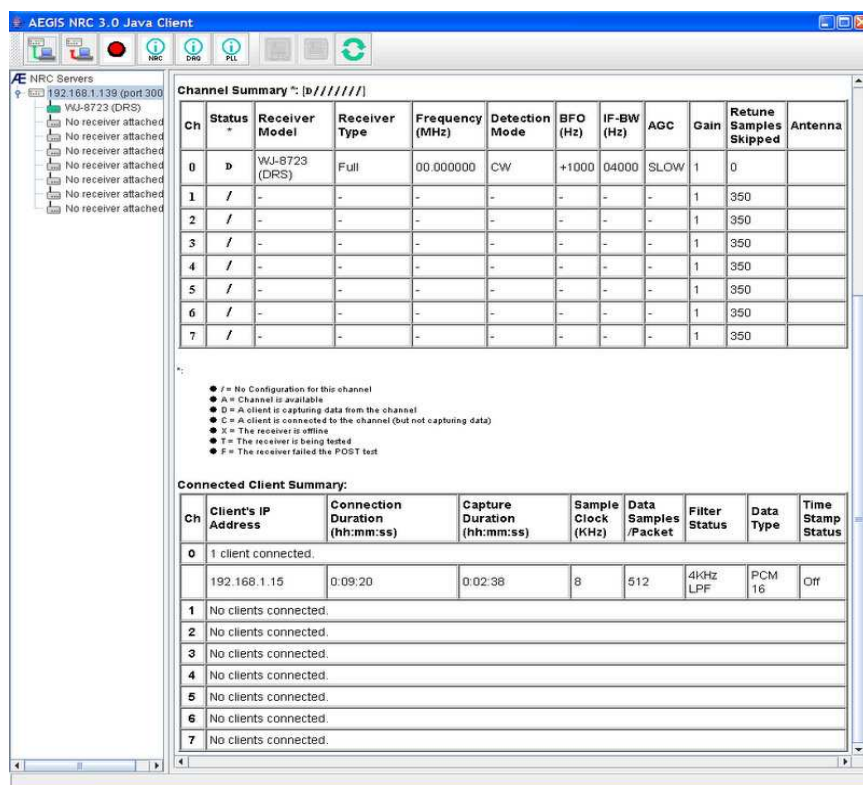 AEGIS NRC 3.0 Java Client
NRC DAQ PLL
Æ NRC Servers
192.168.1.139 (port 300
WJ-8723 (DRS)
No receiver attached
No receiver attached
No receiver attached
No receiver attached
No receiver attached
No receiver attached
No receiver attached
Channel Summary *: [D///////]
Ch Status * Receiver Model Receiver Type Frequency (MHz) Detection Mode BFO (Hz) IF-BW (Hz) AGC Gain Retune Samples Skipped Antenna
0 D WJ-8723 (DRS) Full 00.000000 CW +1000 04000 SLOW 1 0
1 / - - - - - - - 1 350
2 / - - - - - - - 1 350
3 / - - - - - - - 1 350
4 / - - - - - - - 1 350
5 / - - - - - - - 1 350
6 / - - - - - - - 1 350
7 / - - - - - - - 1 350
*:
● / = No Configuration for this channel
● A = Channel is available
● D = A client is capturing data from the channel
● C = A client is connected to the channel (but not capturing data)
● X = The receiver is offline
● T = The receiver is being tested
● F = The receiver failed the POST test
Connected Client Summary:
Ch Client's IP Address Connection Duration (hh:mm:ss) Capture Duration (hh:mm:ss) Sample Clock (KHz) Data Samples /Packet Filter Status Data Type Time Stamp Status
0 1 client connected.
192.168.1.15 0:09:20 0:02:38 8 512 4KHz LPF PCM 16 Off
1 No clients connected.
2 No clients connected.
3 No clients connected.
4 No clients connected.
5 No clients connected.
6 No clients connected.
7 No clients connected.